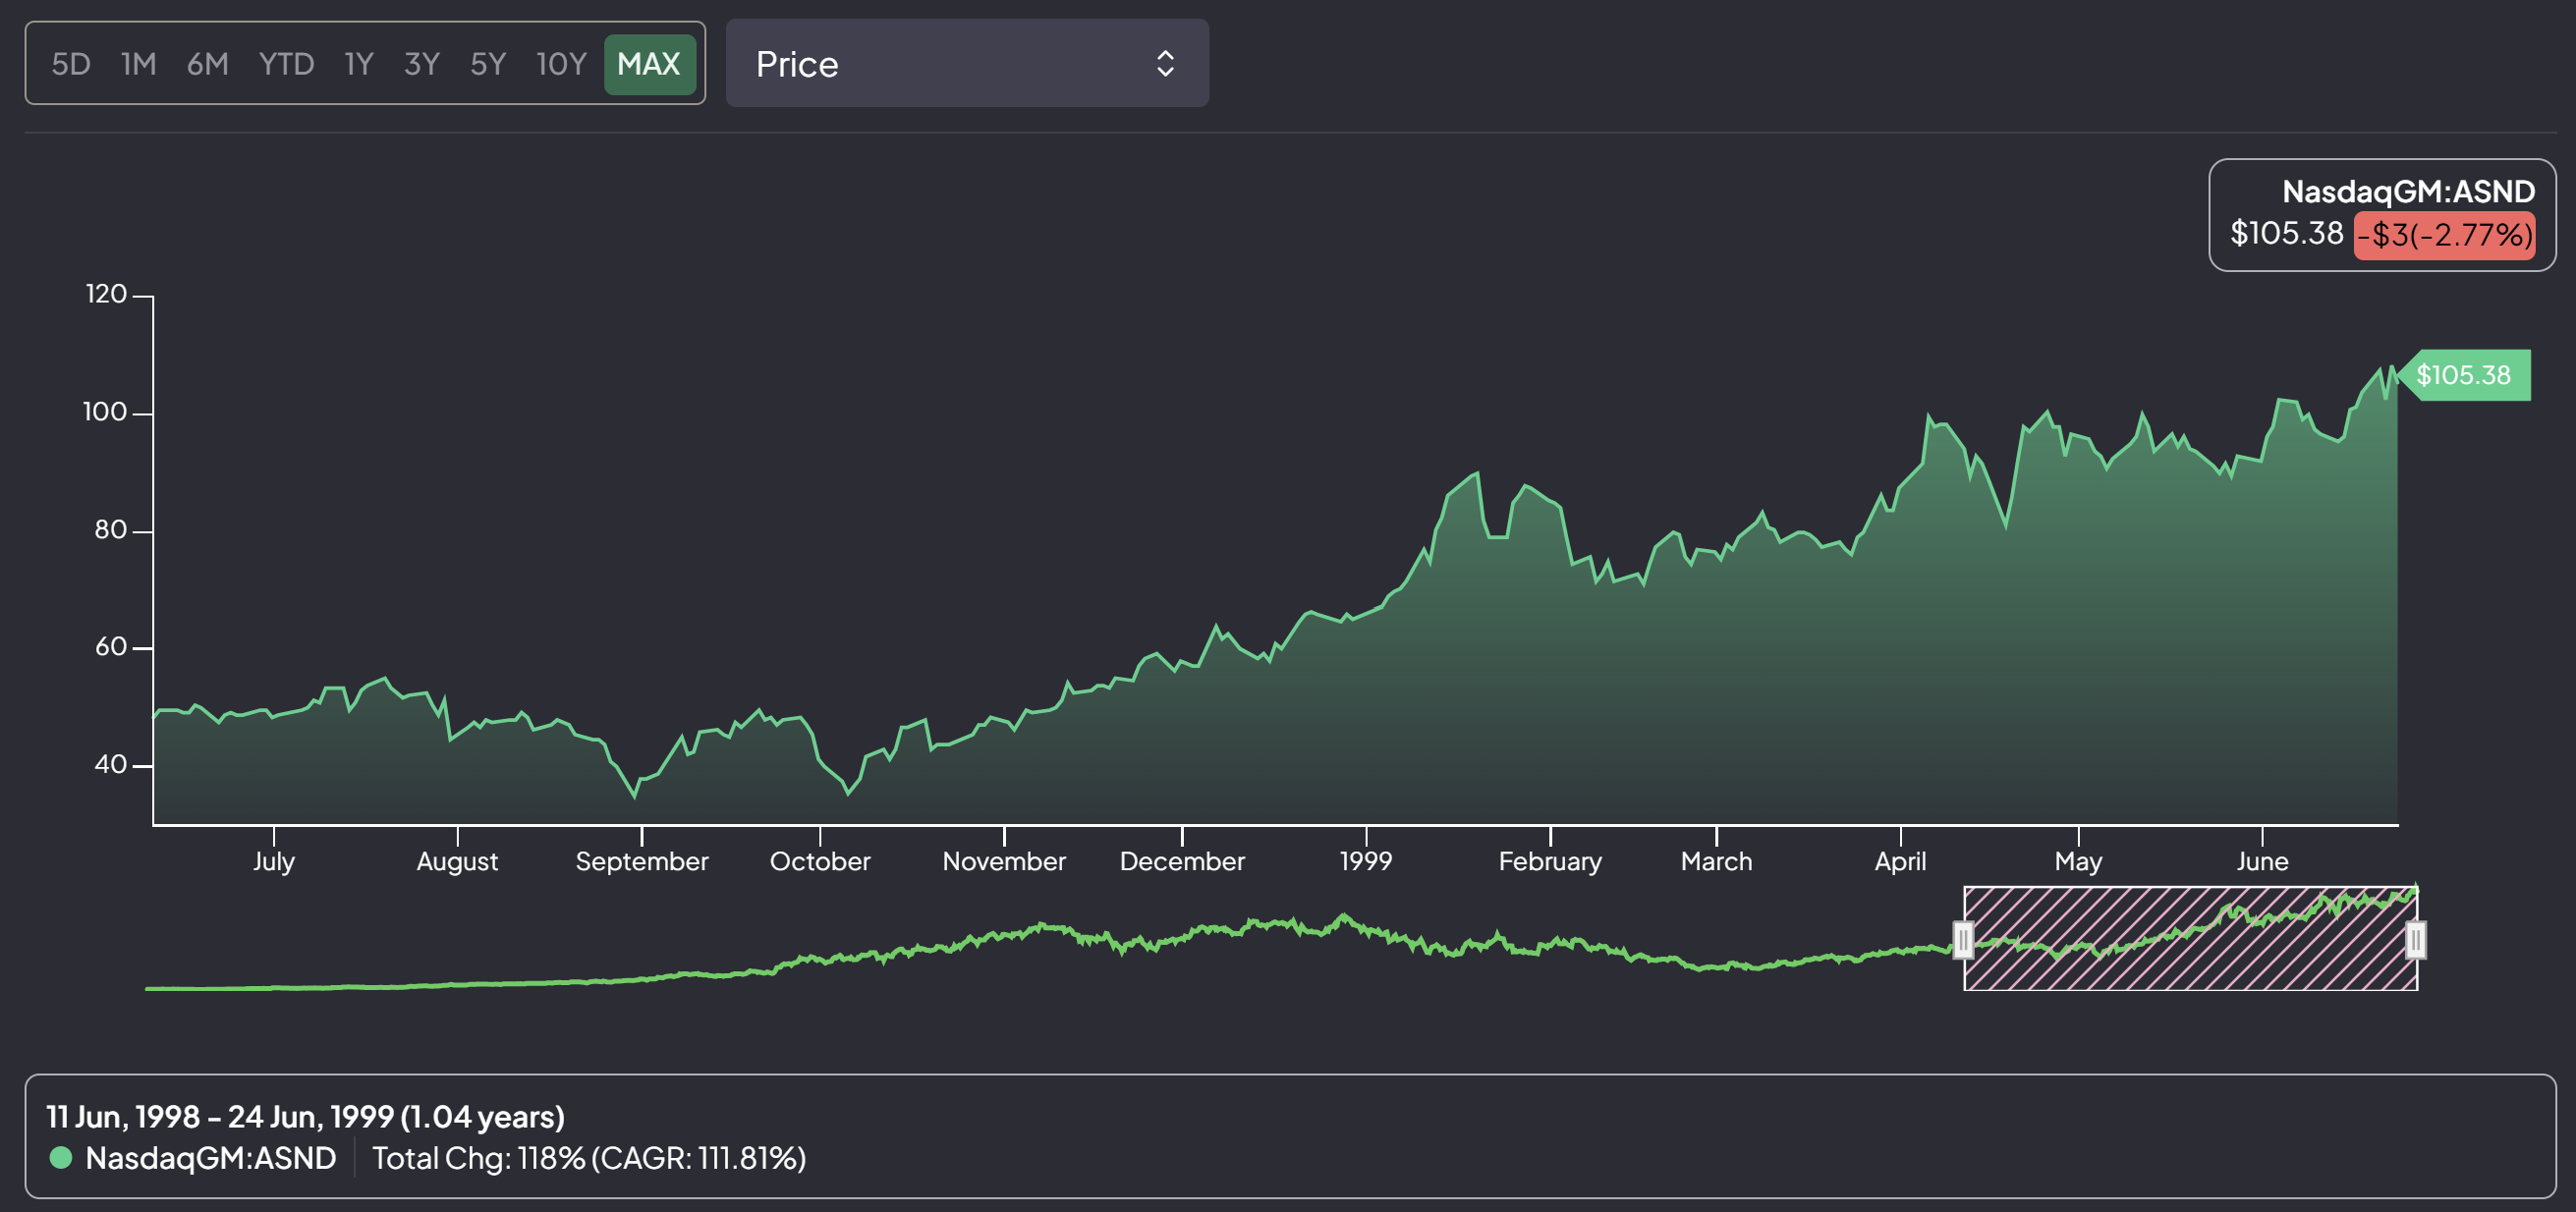 5D 1M 6M YTD 1Y 3Y 5Y 10Y MAX Price
NasdaqGM:ASND
$105.38 -$3(-2.77%)
120
$105.38
100
80
60
40
July August September October November December 1999 February March April May June
11 Jun, 1998 - 24 Jun, 1999 (1.04 years)
NasdaqGM:ASND Total Chg: 118% (CAGR: 111.81%)